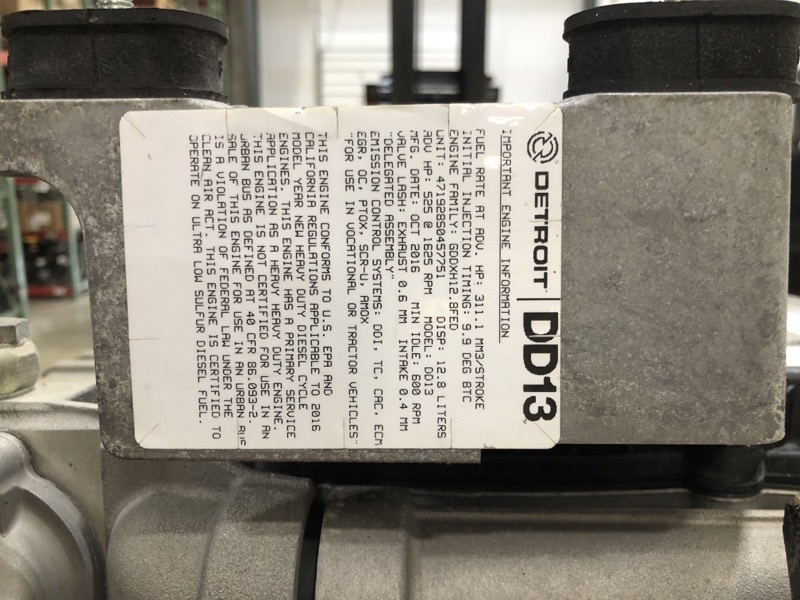 DETROIT DD13
IMPORTANT ENGINE INFORMATION
FUEL RATE AT ADV. HP: 311.1 MM3/STROKE
INITIAL INJECTION TIMING: 9.9 DEG BTC
ENGINE FAMILY: GDDXH12.8FED
UNIT: 471928S0457751 DISP: 12.8 LITERS
ADV HP: 525 @ 1625 RPM MODEL: DD13
MFG. DATE: OCT 2016 MIN IDLE: 600 RPM
VALVE LASH: EXHAUST 0.6 MM INTAKE 0.4 MM
"DELEGATED ASSEMBLY"
EMISSION CONTROL SYSTEMS: DDI, TC, CAC, ECM
EGR, OC, PTOX, SCR-U, AMOX
"FOR USE IN VOCATIONAL OR TRACTOR VEHICLES"
THIS ENGINE CONFORMS TO U.S. EPA AND
CALIFORNIA REGULATIONS APPLICABLE TO 2016
MODEL YEAR NEW HEAVY DUTY DIESEL CYCLE
ENGINES. THIS ENGINE HAS A PRIMARY SERVICE
APPLICATION AS A HEAVY HEAVY DUTY ENGINE.
THIS ENGINE IS NOT CERTIFIED FOR USE IN AN
URBAN BUS AS DEFINED AT 40 CFR 86.093-2.
SALE OF THIS ENGINE FOR USE IN AN URBAN BUS
IS A VIOLATION OF FEDERAL LAW UNDER THE
CLEAN AIR ACT. THIS ENGINE IS CERTIFIED TO
OPERATE ON ULTRA LOW SULFUR DIESEL FUEL.